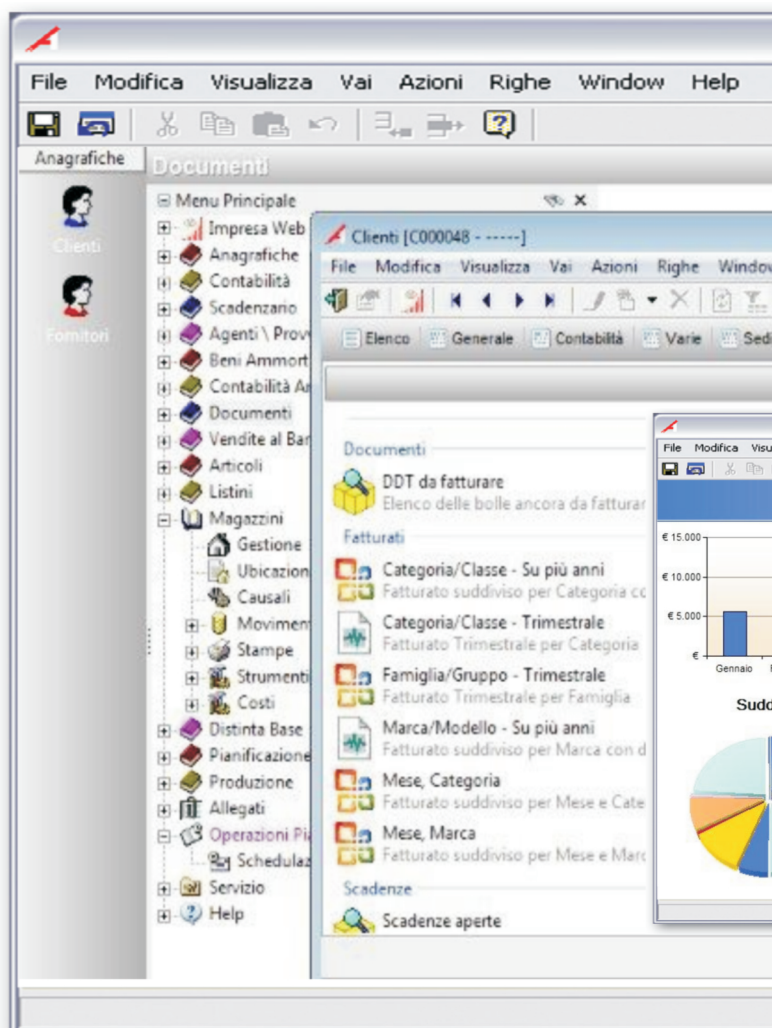 File Modifica Visualizza Vai Azioni Righe Window Help
Anagrafiche
Clienti
Fornitori
Documenti
Menu Principale
Impresa Web
Anagrafiche
Contabilità
Scadenzario
Agenti \ Prov
Beni Ammort
Contabilità
Documenti
Vendite al Bar
Articoli
Listini
Magazzini
Gestione
Ubicazion
Causali
Movimen
Stampe
Strumenti
Costi
Distinta Base
Pianificazione
Produzione
Allegati
Operazioni
Schedulaz
Servizio
Help
Clienti [C000048 - -----]
File Modifica Visualizza Vai Azioni Righe Window
Elenco Generale Contabilità Varie Sedi
Documenti
DDT da fatturare
Elenco delle bolle ancora da fatturar
Fatturati
Categoria/Classe - Su più anni
Fatturato suddiviso per Categoria co
Categoria/Classe - Trimestrale
Fatturato Trimestrale per Categoria
Famiglia/Gruppo - Trimestrale
Fatturato Trimestrale per Famiglia
Marca/Modello - Su più anni
Fatturato suddiviso per Marca con d
Mese, Categoria
Fatturato suddiviso per Mese e Cate
Mese, Marca
Fatturato suddiviso per Mese e Marc
Scadenze
Scadenze aperte
File Modifica Visu
€ 15.000
€ 10.000
€ 5.000
€ -
Gennaio
Sudd